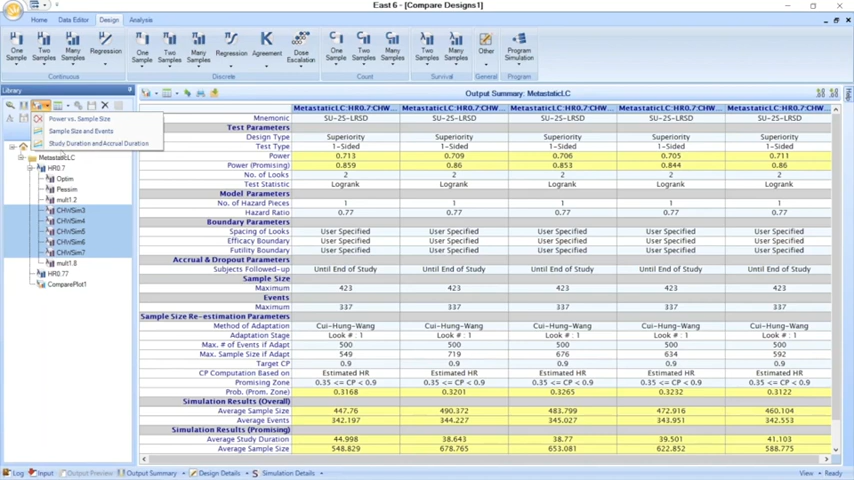 East 6 - [Compare Designs1]
Home Data Editor Design Analysis
One Sample Two Samples Many Samples Regression
One Sample Two Samples Many Samples Regression Agreement Dose Escalation
One Sample Two Samples Many Samples
Two Samples Many Samples
Other Program Simulation
Continuous Discrete Count Survival General Program
Library
Output Summary: MetastaticLC
Help
Power vs. Sample Size
Sample Size and Events
Study Duration and Accrual Duration
MetastaticLC
HR0.7
Optim
Pessim
mult1.2
CHWSim3
CHWSim4
CHWSim5
CHWSim6
CHWSim7
mult1.8
HR0.77
ComparePlot1
MetastaticLC:HR0.7:CHW MetastaticLC:HR0.7:CHW MetastaticLC:HR0.7:CHW MetastaticLC:HR0.7:CHW MetastaticLC:HR0.7:CHW
Mnemonic SU-2S-LRSD SU-2S-LRSD SU-2S-LRSD SU-2S-LRSD SU-2S-LRSD
Test Parameters
Design Type Superiority Superiority Superiority Superiority Superiority
Test Type 1-Sided 1-Sided 1-Sided 1-Sided 1-Sided
Power 0.713 0.709 0.706 0.705 0.711
Power (Promising) 0.859 0.86 0.853 0.844 0.86
No. of Looks 2 2 2 2 2
Test Statistic Logrank Logrank Logrank Logrank Logrank
Model Parameters
No. of Hazard Pieces 1 1 1 1 1
Hazard Ratio 0.77 0.77 0.77 0.77 0.77
Boundary Parameters
Spacing of Looks User Specified User Specified User Specified User Specified User Specified
Efficacy Boundary User Specified User Specified User Specified User Specified User Specified
Futility Boundary User Specified User Specified User Specified User Specified User Specified
Accrual & Dropout Parameters
Subjects Followed-up Until End of Study Until End of Study Until End of Study Until End of Study Until End of Study
Sample Size
Maximum 423 423 423 423 423
Events
Maximum 337 337 337 337 337
Sample Size Re-estimation Parameters
Method of Adaptation Cui-Hung-Wang Cui-Hung-Wang Cui-Hung-Wang Cui-Hung-Wang Cui-Hung-Wang
Adaptation Stage Look # : 1 Look # : 1 Look # : 1 Look # : 1 Look # : 1
Max. # of Events if Adapt 500 500 500 500 500
Max. Sample Size if Adapt 549 719 676 634 592
Target CP 0.9 0.9 0.9 0.9 0.9
CP Computation Based on Estimated HR Estimated HR Estimated HR Estimated HR Estimated HR
Promising Zone 0.35 <= CP < 0.9 0.35 <= CP < 0.9 0.35 <= CP < 0.9 0.35 <= CP < 0.9 0.35 <= CP < 0.9
Prob. (Prom. Zone) 0.3168 0.3201 0.3265 0.3232 0.3122
Simulation Results (Overall)
Average Sample Size 447.76 490.372 483.799 472.916 460.104
Average Events 342.197 344.227 345.027 343.951 342.553
Simulation Results (Promising)
Average Study Duration 44.998 38.643 38.77 39.501 41.103
Average Sample Size 548.829 678.765 653.081 622.852 588.775
Log Input Output Preview Output Summary Design Details Simulation Details View Ready